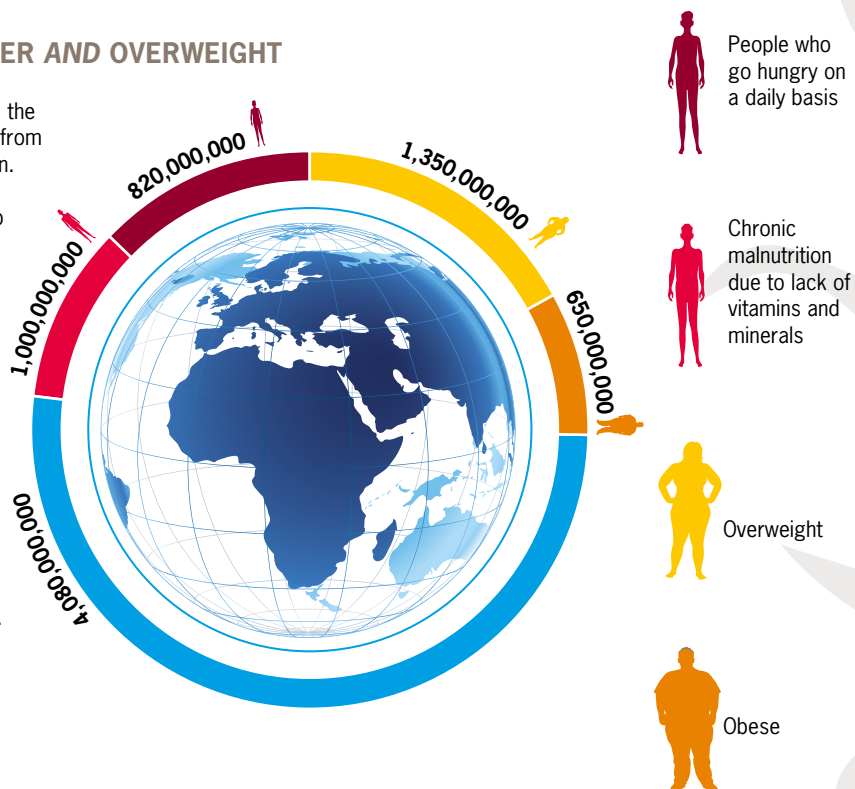 ER AND OVERWEIGHT
the
from
820,000,000
1,350,000,000
1,000,000,000
650,000,000
4,080,000,000
People who
go hungry on
a daily basis
Chronic
malnutrition
due to lack of
vitamins and
minerals
Overweight
Obese